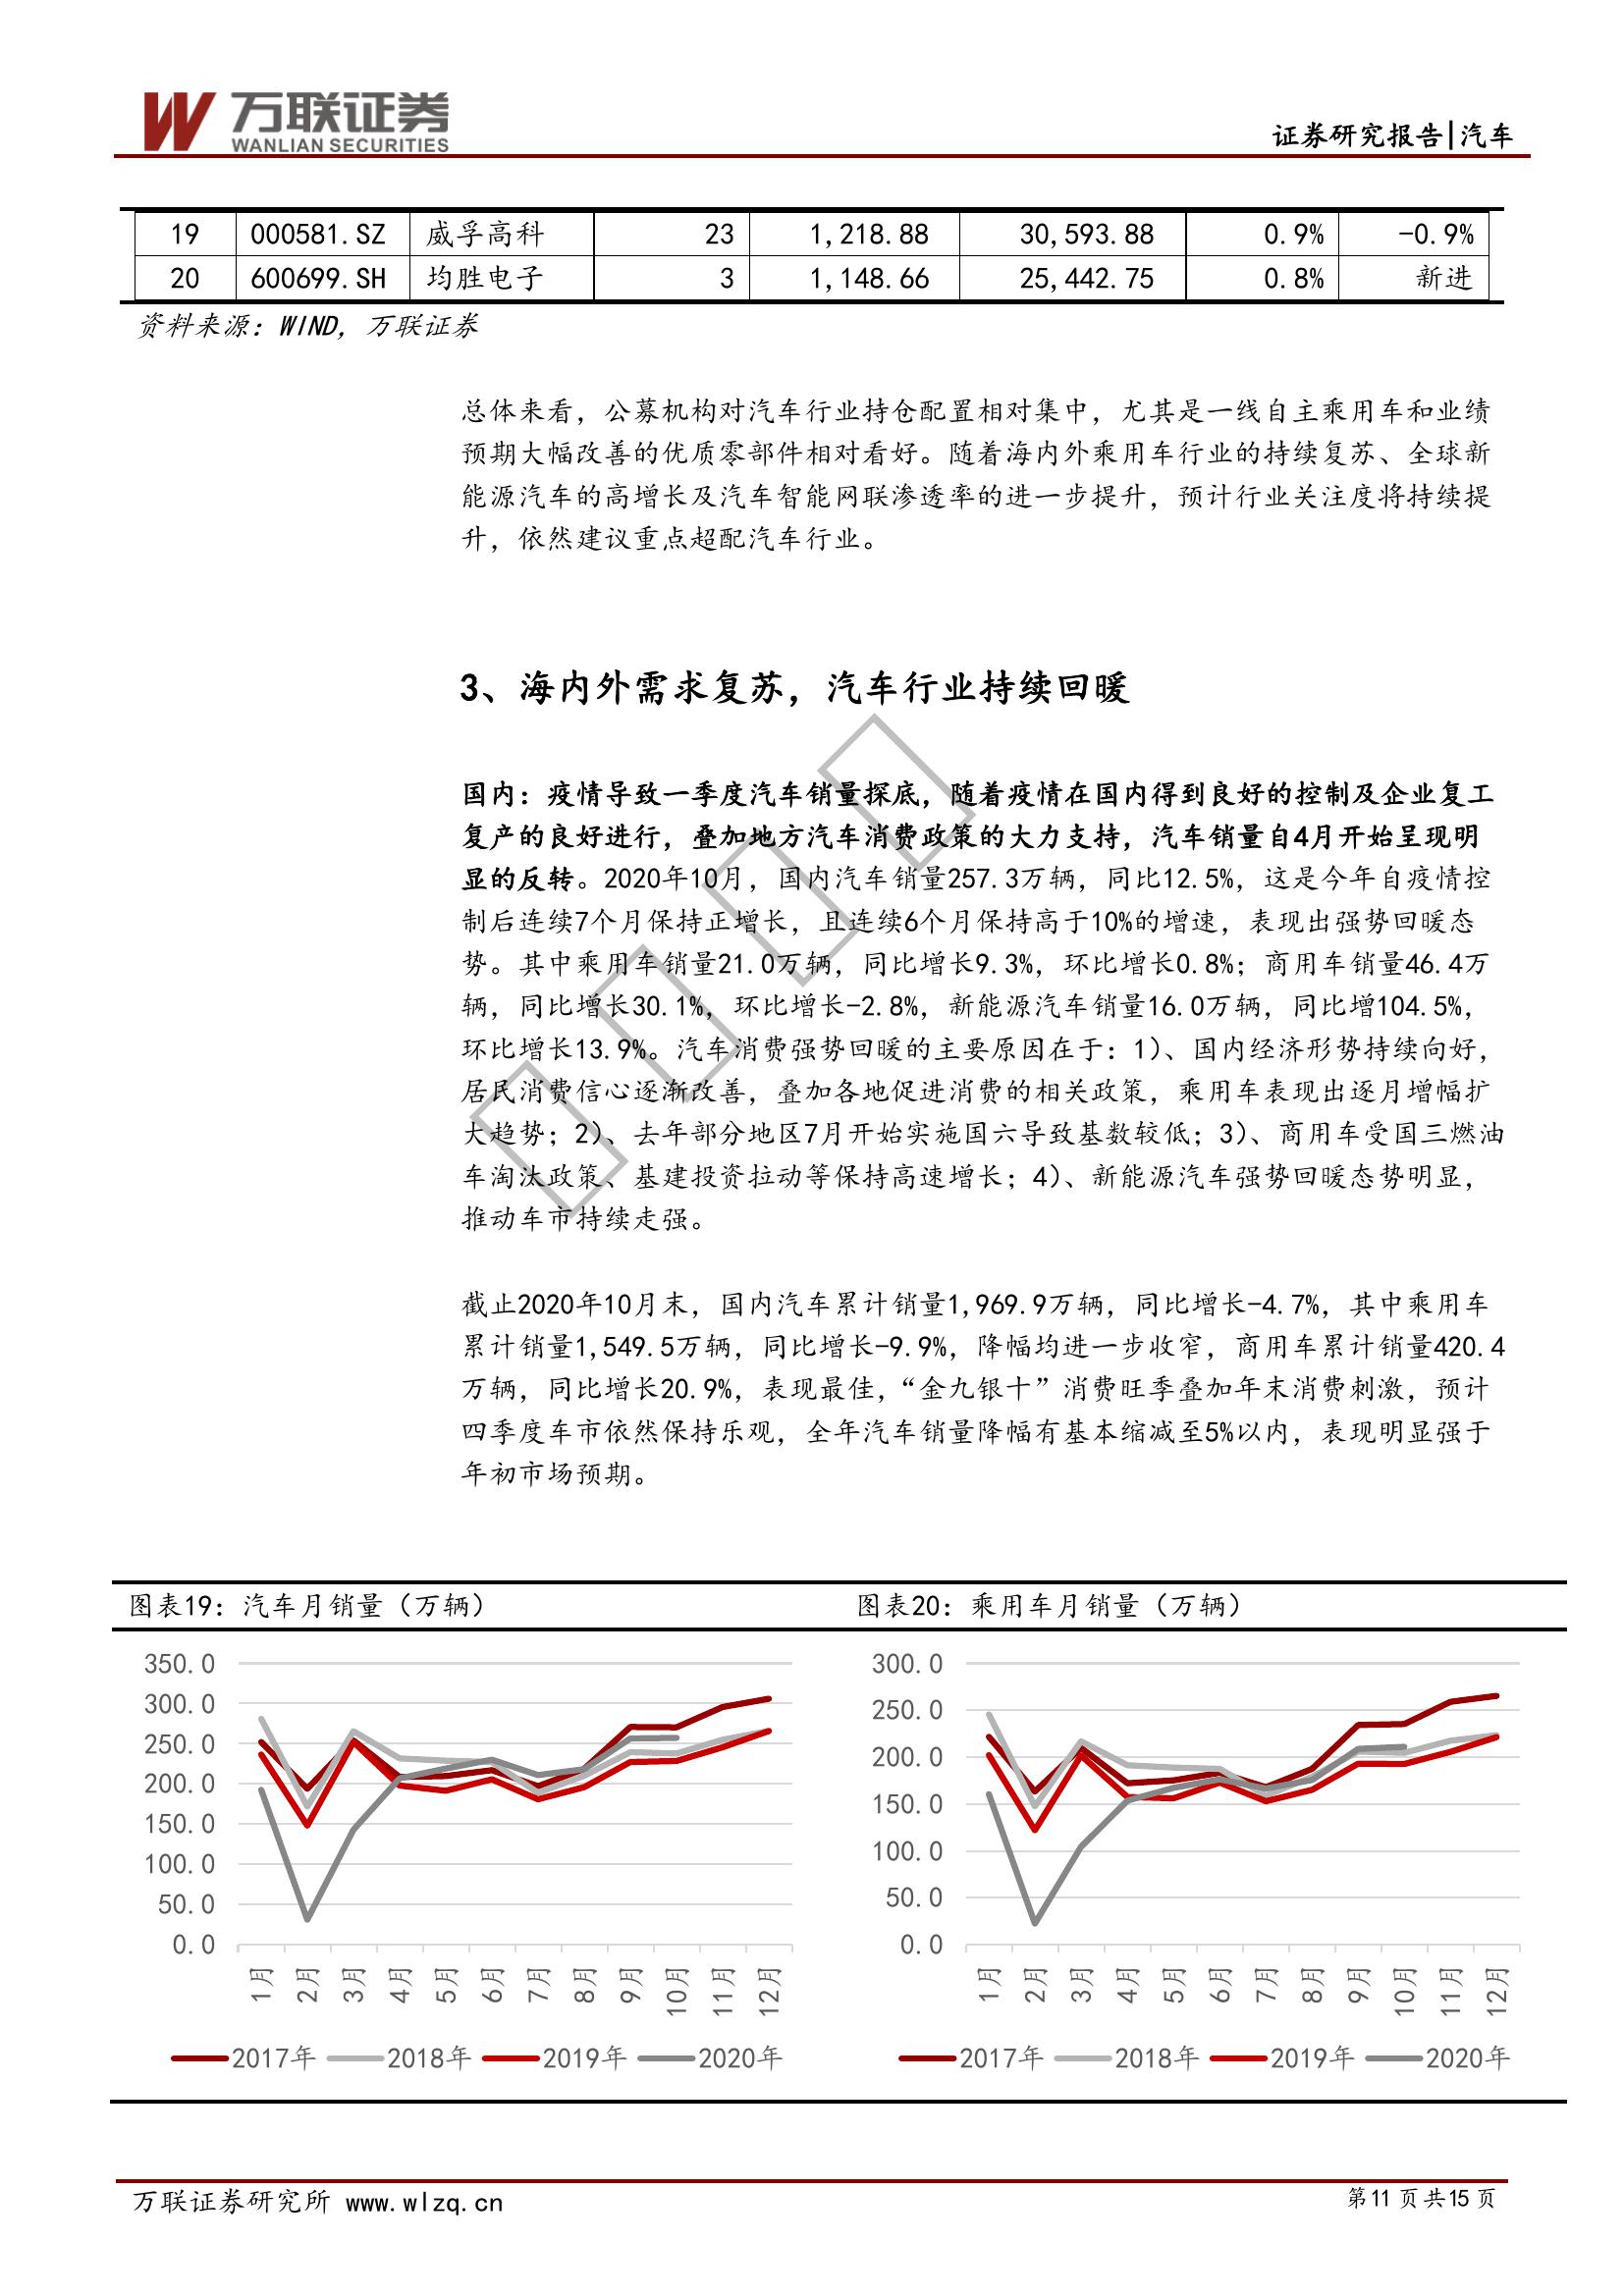 万联证券
WANLIAN SECURITIES
证券研究报告|汽车
19 000581.SZ 威孚高科 23 1,218.88 30,593.88 0.9% -0.9%
20 600699.SH 均胜电子 3 1,148.66 25,442.75 0.8% 新进
资料来源：WIND，万联证券
总体来看，公募机构对汽车行业持仓配置相对集中，尤其是一线自主乘用车和业绩
预期大幅改善的优质零部件相对看好。随着海内外乘用车行业的持续复苏、全球新
能源汽车的高增长及汽车智能网联渗透率的进一步提升，预计行业关注度将持续提
升，依然建议重点超配汽车行业。
3、海内外需求复苏，汽车行业持续回暖
国内：疫情导致一季度汽车销量探底，随着疫情在国内得到良好的控制及企业复工
复产的良好进行，叠加地方汽车消费政策的大力支持，汽车销量自4月开始呈现明
显的反转。2020年10月，国内汽车销量257.3万辆，同比12.5%，这是今年自疫情控
制后连续7个月保持正增长，且连续6个月保持高于10%的增速，表现出强势回暖态
势。其中乘用车销量21.0万辆，同比增长9.3%，环比增长0.8%；商用车销量46.4万
辆，同比增长30.1%，环比增长-2.8%，新能源汽车销量16.0万辆，同比增104.5%，
环比增长13.9%。汽车消费强势回暖的主要原因在于：1）、国内经济形势持续向好，
居民消费信心逐渐改善，叠加各地促进消费的相关政策，乘用车表现出逐月增幅扩
大趋势；2）、去年部分地区7月开始实施国六导致基数较低；3）、商用车受国三燃油
车淘汰政策、基建投资拉动等保持高速增长；4）、新能源汽车强势回暖态势明显，
推动车市持续走强。
截止2020年10月末，国内汽车累计销量1,969.9万辆，同比增长-4.7%，其中乘用车
累计销量1,549.5万辆，同比增长-9.9%，降幅均进一步收窄，商用车累计销量420.4
万辆，同比增长20.9%，表现最佳，“金九银十”消费旺季叠加年末消费刺激，预计
四季度车市依然保持乐观，全年汽车销量降幅有基本缩减至5%以内，表现明显强于
年初市场预期。
图表19：汽车月销量（万辆）
350.0
300.0
250.0
200.0
150.0
100.0
50.0
0.0
1月 2月 3月 4月 5月 6月 7月 8月 9月 10月 11月 12月
2017年 2018年 2019年 2020年
图表20：乘用车月销量（万辆）
300.0
250.0
200.0
150.0
100.0
50.0
0.0
1月 2月 3月 4月 5月 6月 7月 8月 9月 10月 11月 12月
2017年 2018年 2019年 2020年
万联证券研究所 www.wlzq.cn
第11 页 共15 页